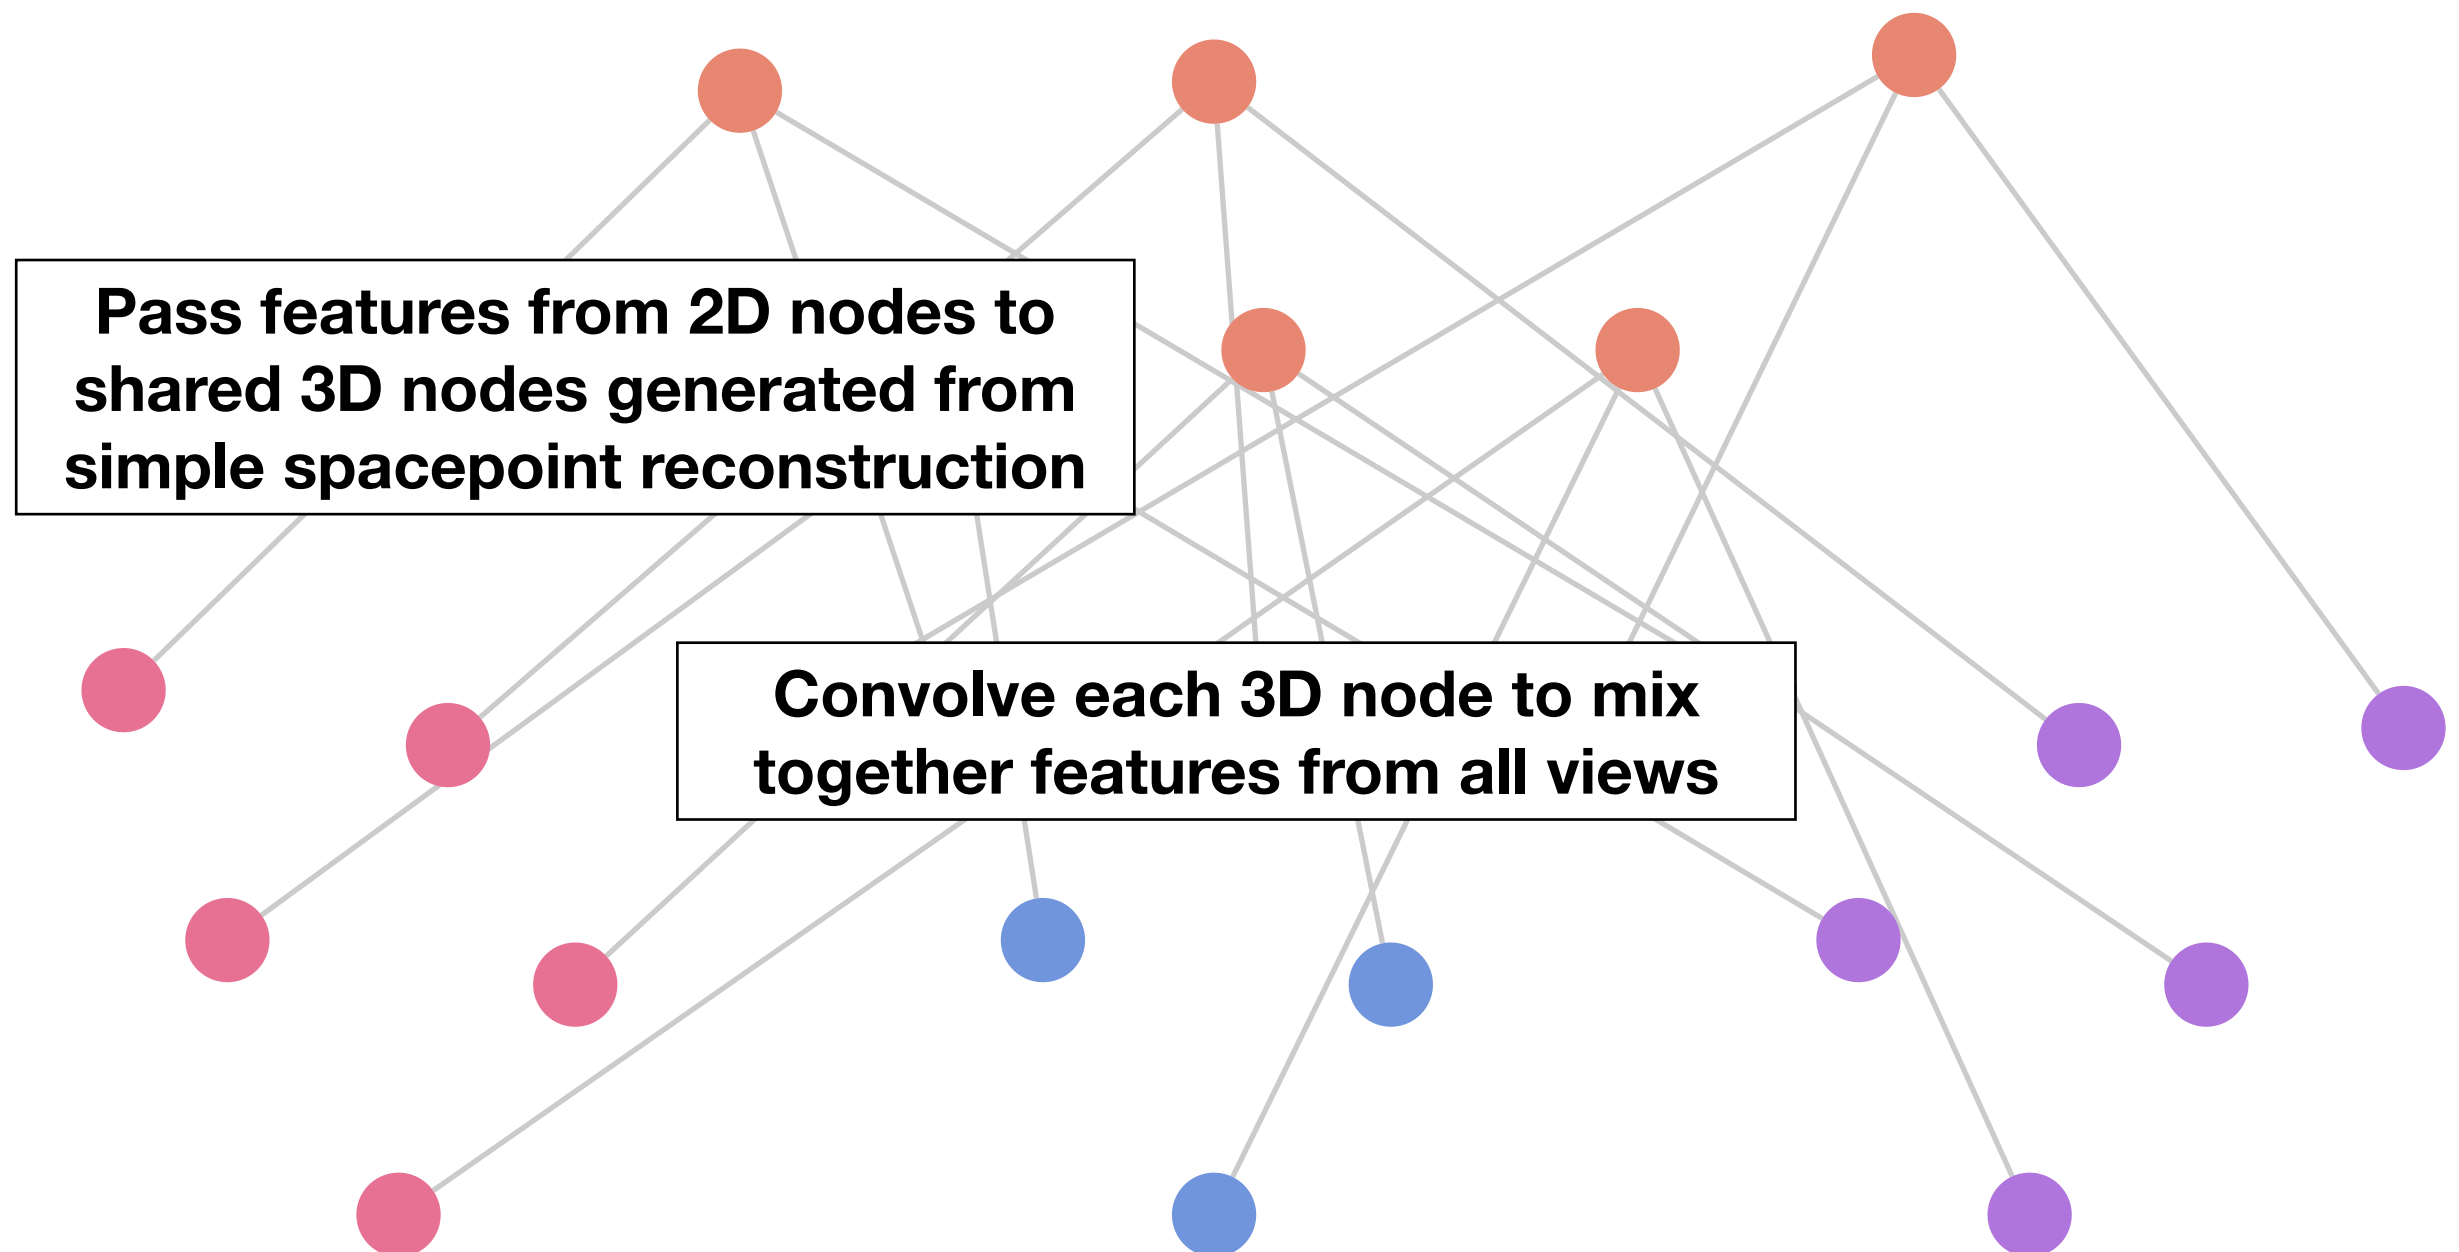 Pass features from 2D nodes to
shared 3D nodes generated from
simple spacepoint reconstruction
Convolve each 3D node to mix
together features from all views